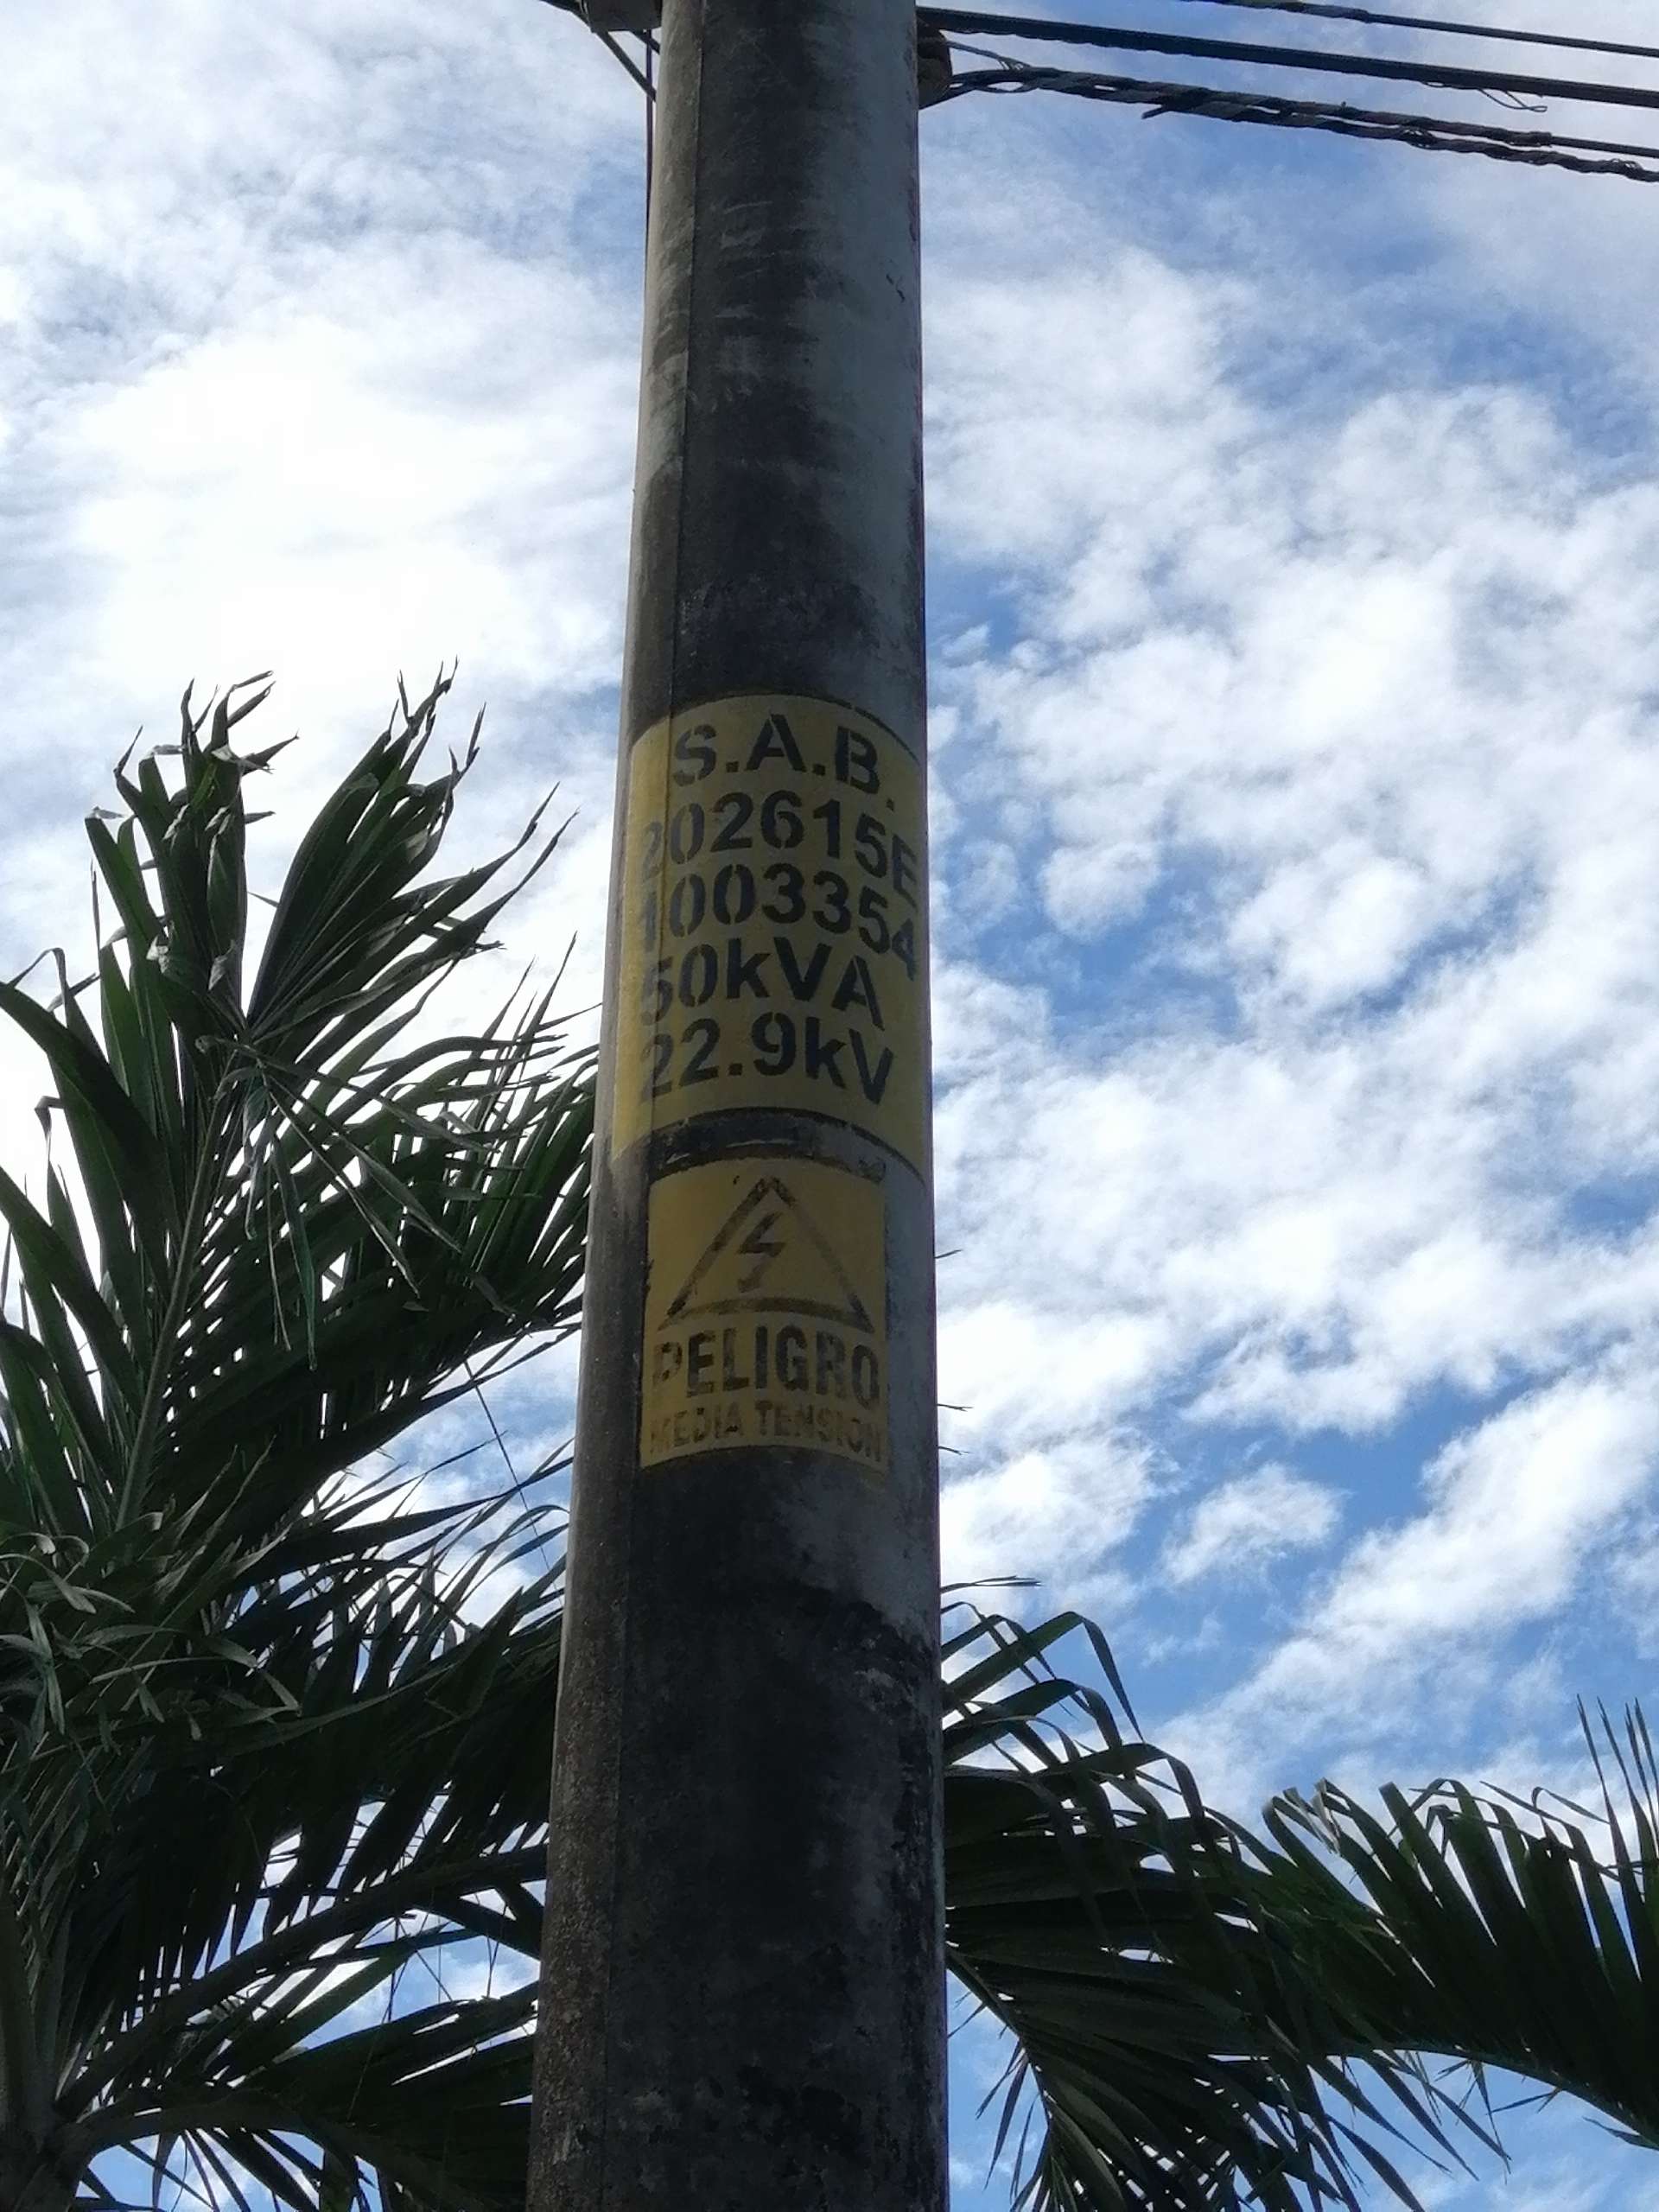 S.A.B.
202615E
1003354
50kVA
22.9kV
PELIGRO
MEDIA TENSION